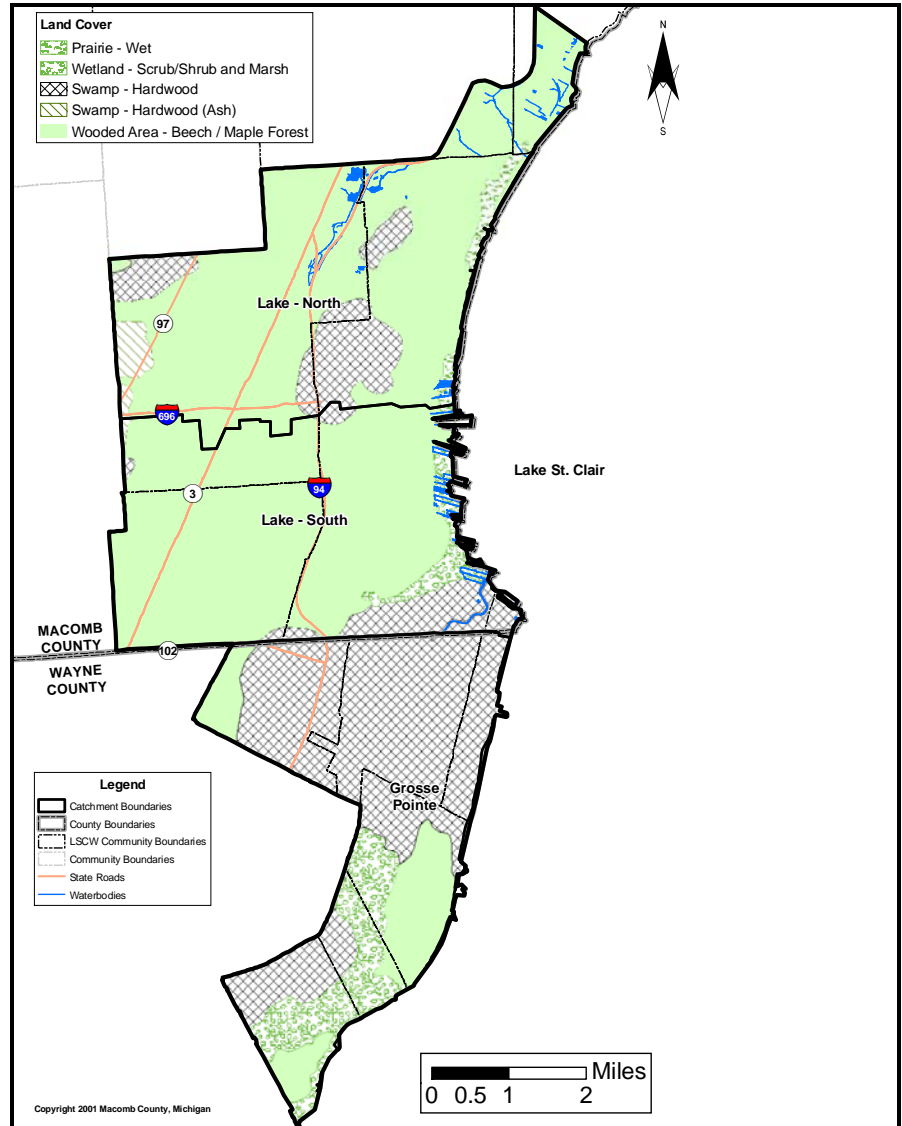 Land Cover
Prairie - Wet
Wetland - Scrub/Shrub and Marsh
Swamp - Hardwood
Swamp - Hardwood (Ash)
Wooded Area - Beech / Maple Forest
N
S
Lake - North
97
696
Lake St. Clair
3
94
Lake - South
MACOMB
COUNTY
102
WAYNE
COUNTY
Grosse
Pointe
Legend
Catchment Boundaries
County Boundaries
LSCW Community Boundaries
Community Boundaries
State Roads
Waterbodies
Miles
0 0.5 1 2
Copyright 2001 Macomb County, Michigan